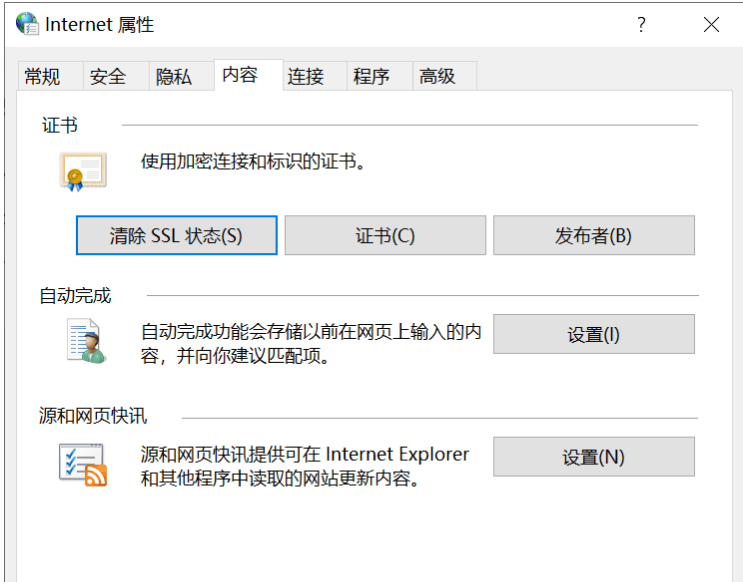 Internet 属性
?
常规 安全 隐私 内容 连接 程序 高级
证书
使用加密连接和标识的证书。
清除 SSL 状态(S) 证书(C) 发布者(B)
自动完成
自动完成功能会存储以前在网页上输入的内
容，并向你建议匹配项。
设置(I)
源和网页快讯
源和网页快讯提供可在 Internet Explorer
和其他程序中读取的网站更新内容。
设置(N)